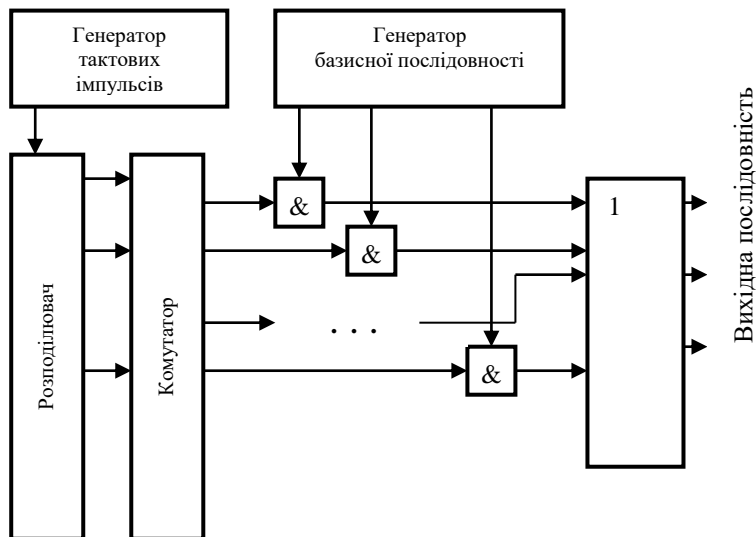 Генератор
тактових
імпульсів
Генератор
базисної послідовності
Розподілювач
Комутатор
&
&
. . .
&
1
Вихідна послідовність